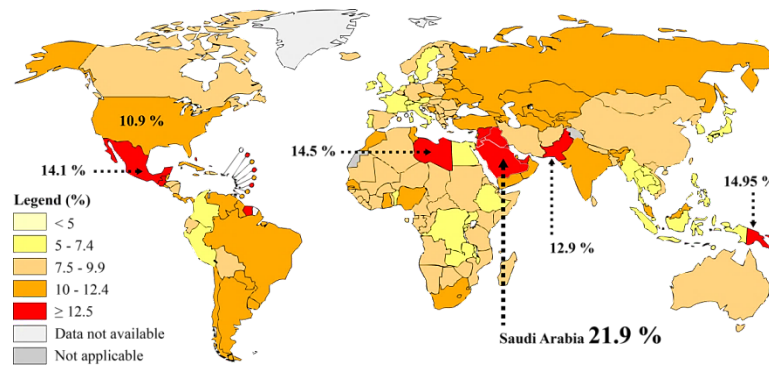 10.9 %
14.1 %
14.5 %
14.95 %
12.9 %
Legend (%)
< 5
5 - 7.4
7.5 - 9.9
10 - 12.4
≥ 12.5
Data not available
Not applicable
Saudi Arabia 21.9 %